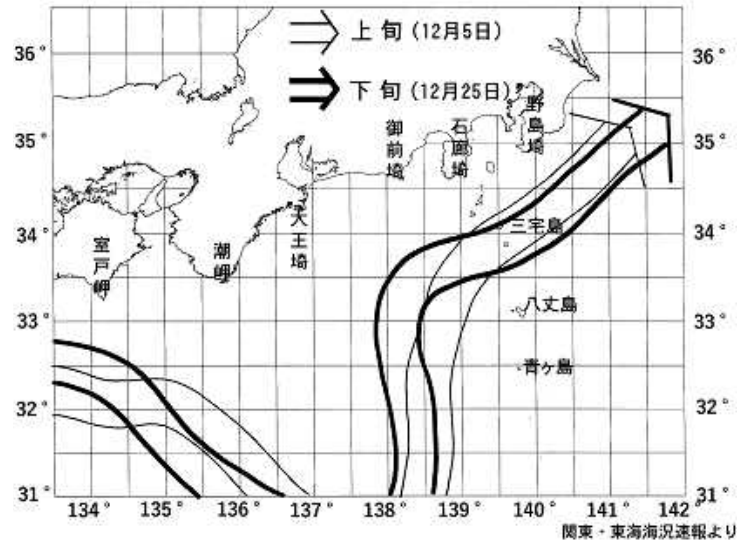 上旬(12月5日)
下旬(12月25日)
36°
36°
35°
35°
34°
34°
33°
33°
32°
32°
31°
31°
野島埼
石廊埼
御前埼
大王埼
潮岬
室戸岬
三宅島
八丈島
青ヶ島
134°
135°
136°
137°
138°
139°
140°
141°
142°
関東・東海海況速報より